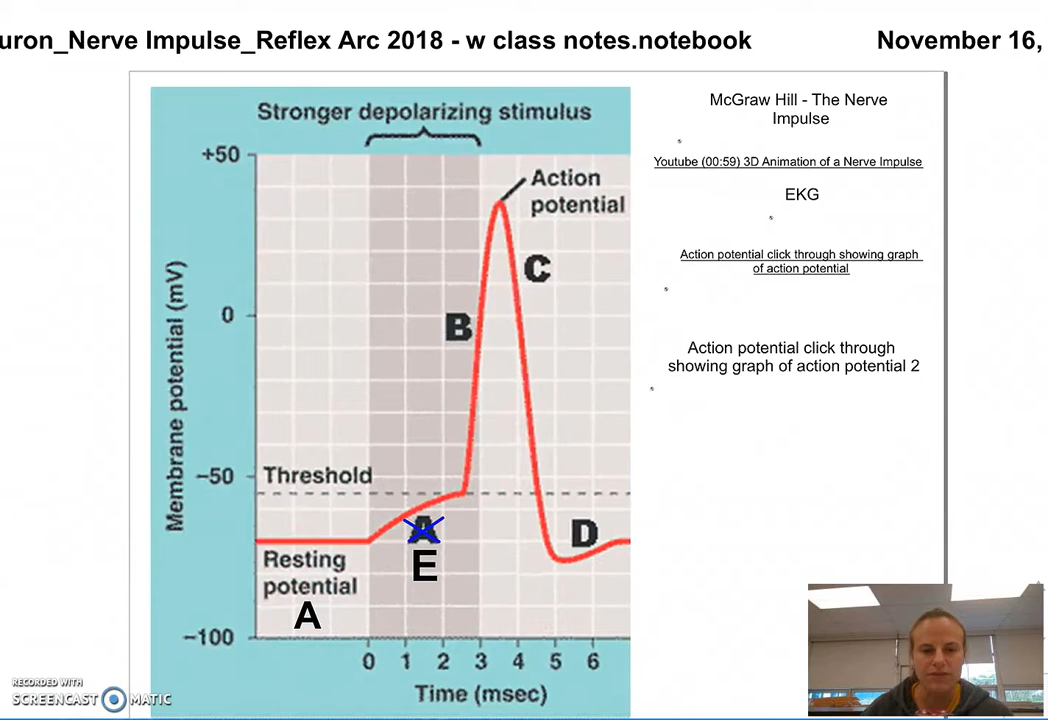 uron_Nerve Impulse_Reflex Arc 2018 - w class notes.notebook
November 16,
Stronger depolarizing stimulus
+50
Action
potential
C
B
0
Membrane potential (mV)
−50
Threshold
A
E
D
Resting
potential
A
−100
0 1 2 3 4 5 6
Time (msec)
McGraw Hill - The Nerve
Impulse
Youtube (00:59) 3D Animation of a Nerve Impulse
EKG
Action potential click through showing graph
of action potential
Action potential click through
showing graph of action potential 2
RECORDED WITH
SCREENCAST MATIC